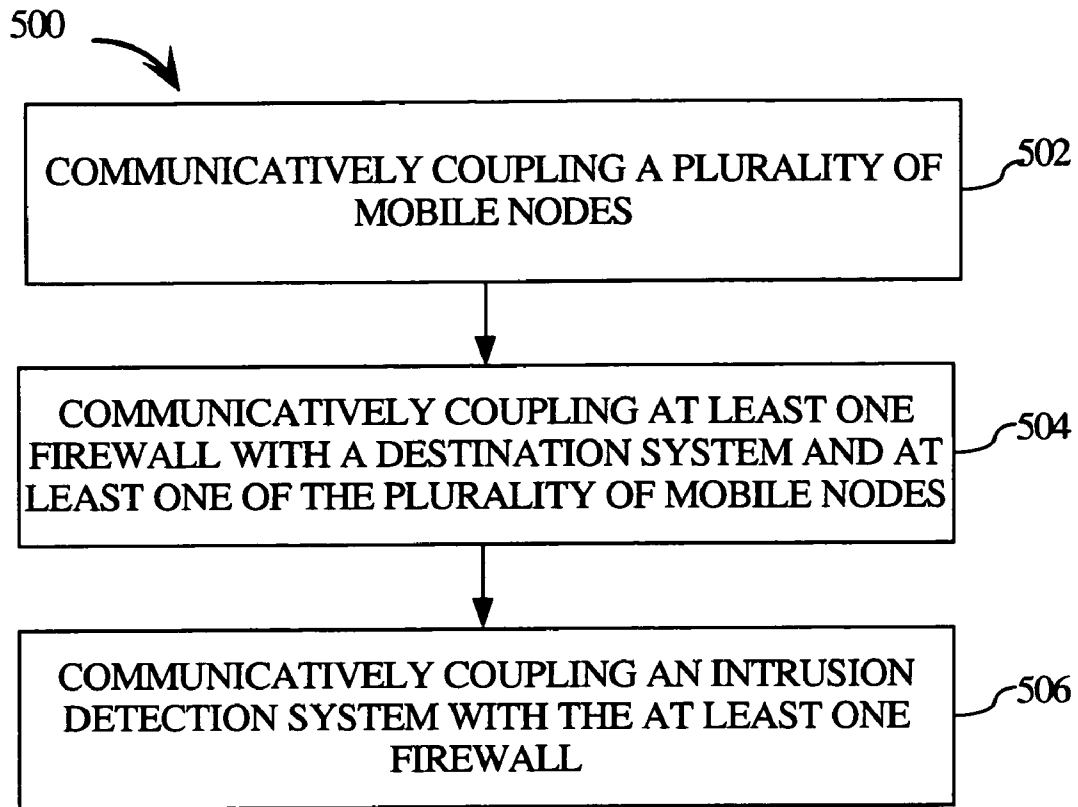 500
COMMUNICATIVELY COUPLING A PLURALITY OF
MOBILE NODES
502
COMMUNICATIVELY COUPLING AT LEAST ONE
FIREWALL WITH A DESTINATION SYSTEM AND AT
LEAST ONE OF THE PLURALITY OF MOBILE NODES
504
COMMUNICATIVELY COUPLING AN INTRUSION
DETECTION SYSTEM WITH THE AT LEAST ONE
FIREWALL
506